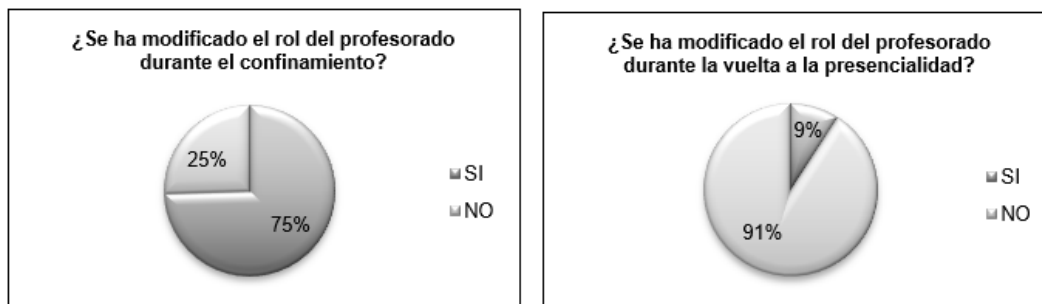 ¿Se ha modificado el rol del profesorado
durante el confinamiento?
25%
75%
SI
NO
¿Se ha modificado el rol del profesorado
durante la vuelta a la presencialidad?
9%
91%
SI
NO